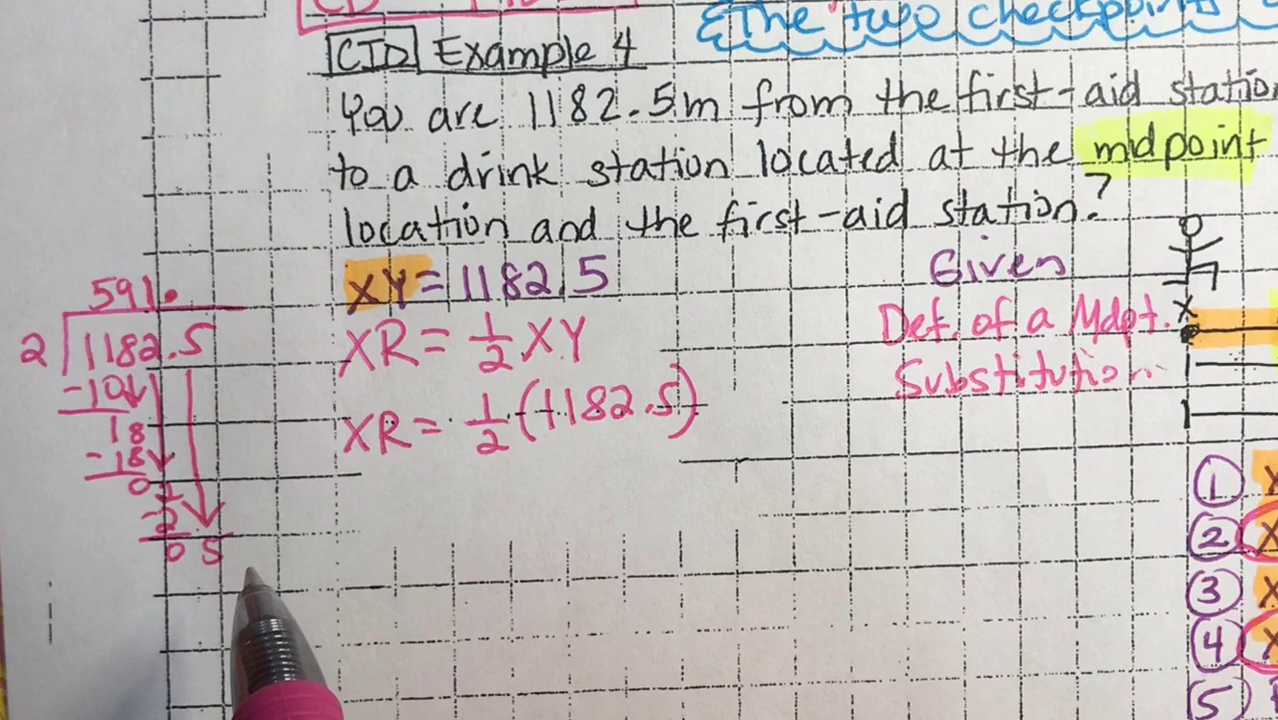 &The two checkpoint
CID Example 4
You are 1182.5m from the first-aid station
to a drink station located at the midpoint
location and the first-aid station?
XY=1182.5 Given
XR = 1/2 XY Def. of a Mdpt.
XR = 1/2 (1182.5) Substitution
591.
2 1182.5
-10
18
-18
02
-2
05
X
1
2
3
4
5